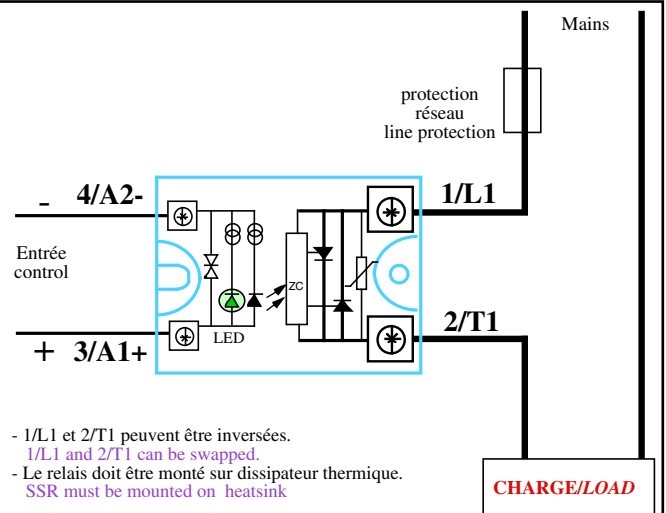 Mains
protection
réseau
line protection
- 4/A2-
1/L1
Entrée
control
ZC
LED
+ 3/A1+
2/T1
- 1/L1 et 2/T1 peuvent être inversées.
1/L1 and 2/T1 can be swapped.
- Le relais doit être monté sur dissipateur thermique.
SSR must be mounted on heatsink
CHARGE/LOAD